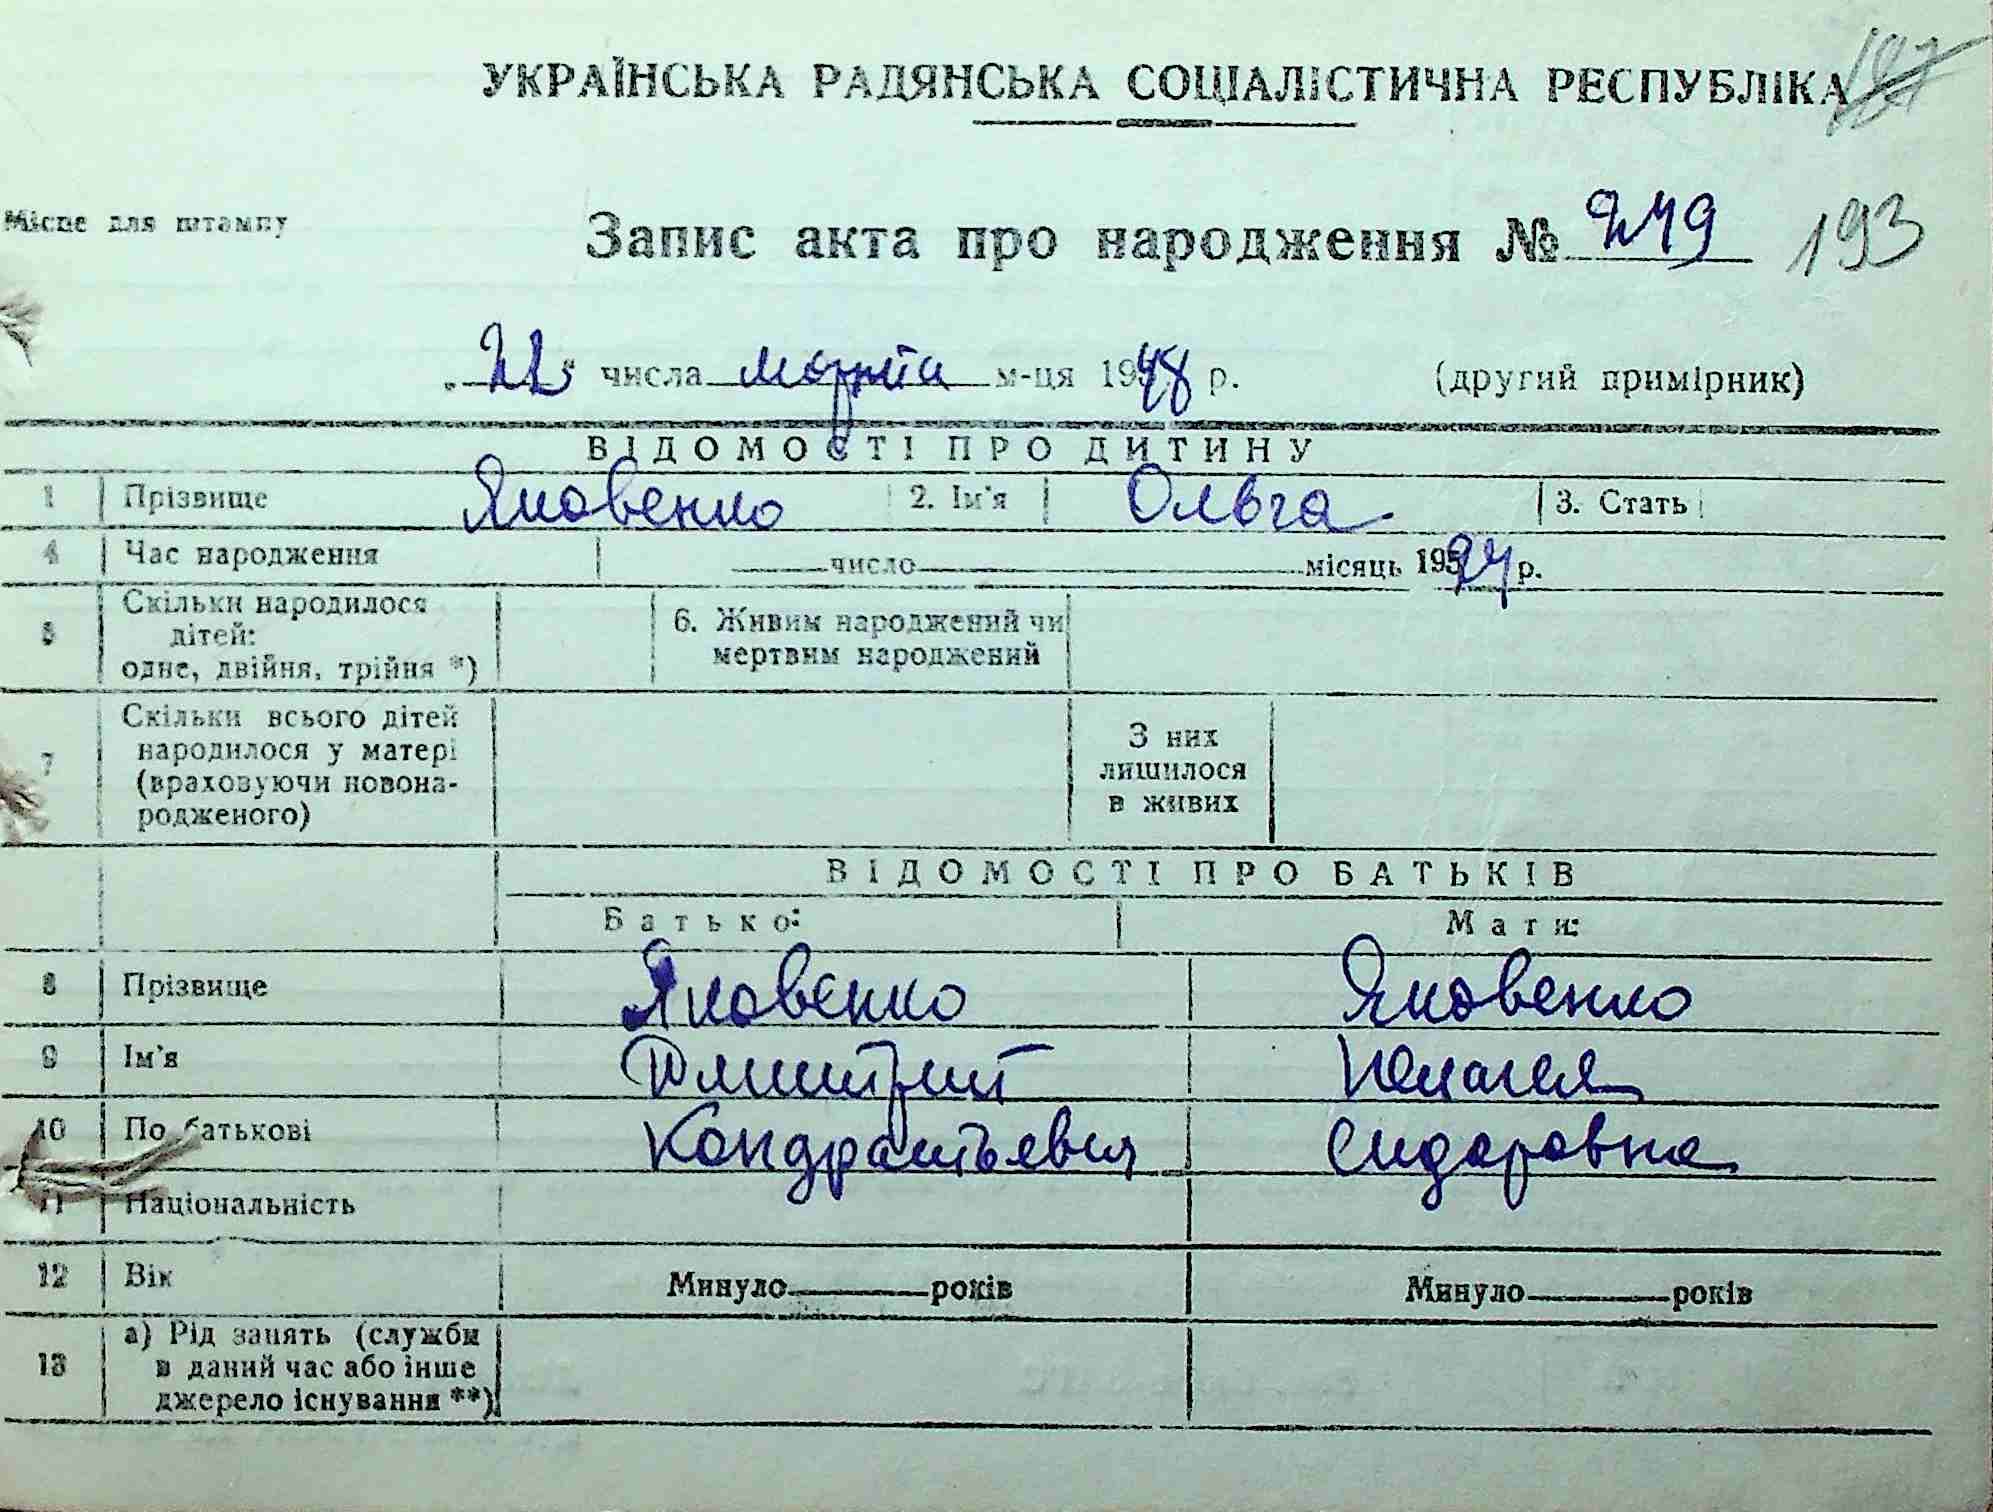 УКРАЇНСЬКА РАДЯНСЬКА СОЦІАЛІСТИЧНА РЕСПУБЛІКА
Місце для штампу
Запис акта про народження № 249 193
„22“ числа марта м-ця 1948 р. (другий примірник)
ВІДОМОСТІ ПРО ДИТИНУ
1 Прізвище Яковенко 2. Ім'я Ольга 3. Стать
4 Час народження число місяць 1924 р.
5 Скільки народилося дітей: одне, двійня, трійня *) 6. Живим народжений чи мертвим народжений
7 Скільки всього дітей народилося у матері (враховуючи новонародженого) З них лишилося в живих
ВІДОМОСТІ ПРО БАТЬКІВ
Батько: Мати:
8 Прізвище Яковенко Яковенко
9 Ім'я Дмитрий Пелагея
10 По батькові Кондратьевич Сидоровна
11 Національність
12 Вік Минуло років Минуло років
13 а) Рід занять (службы в даний час або інше джерело існування **)